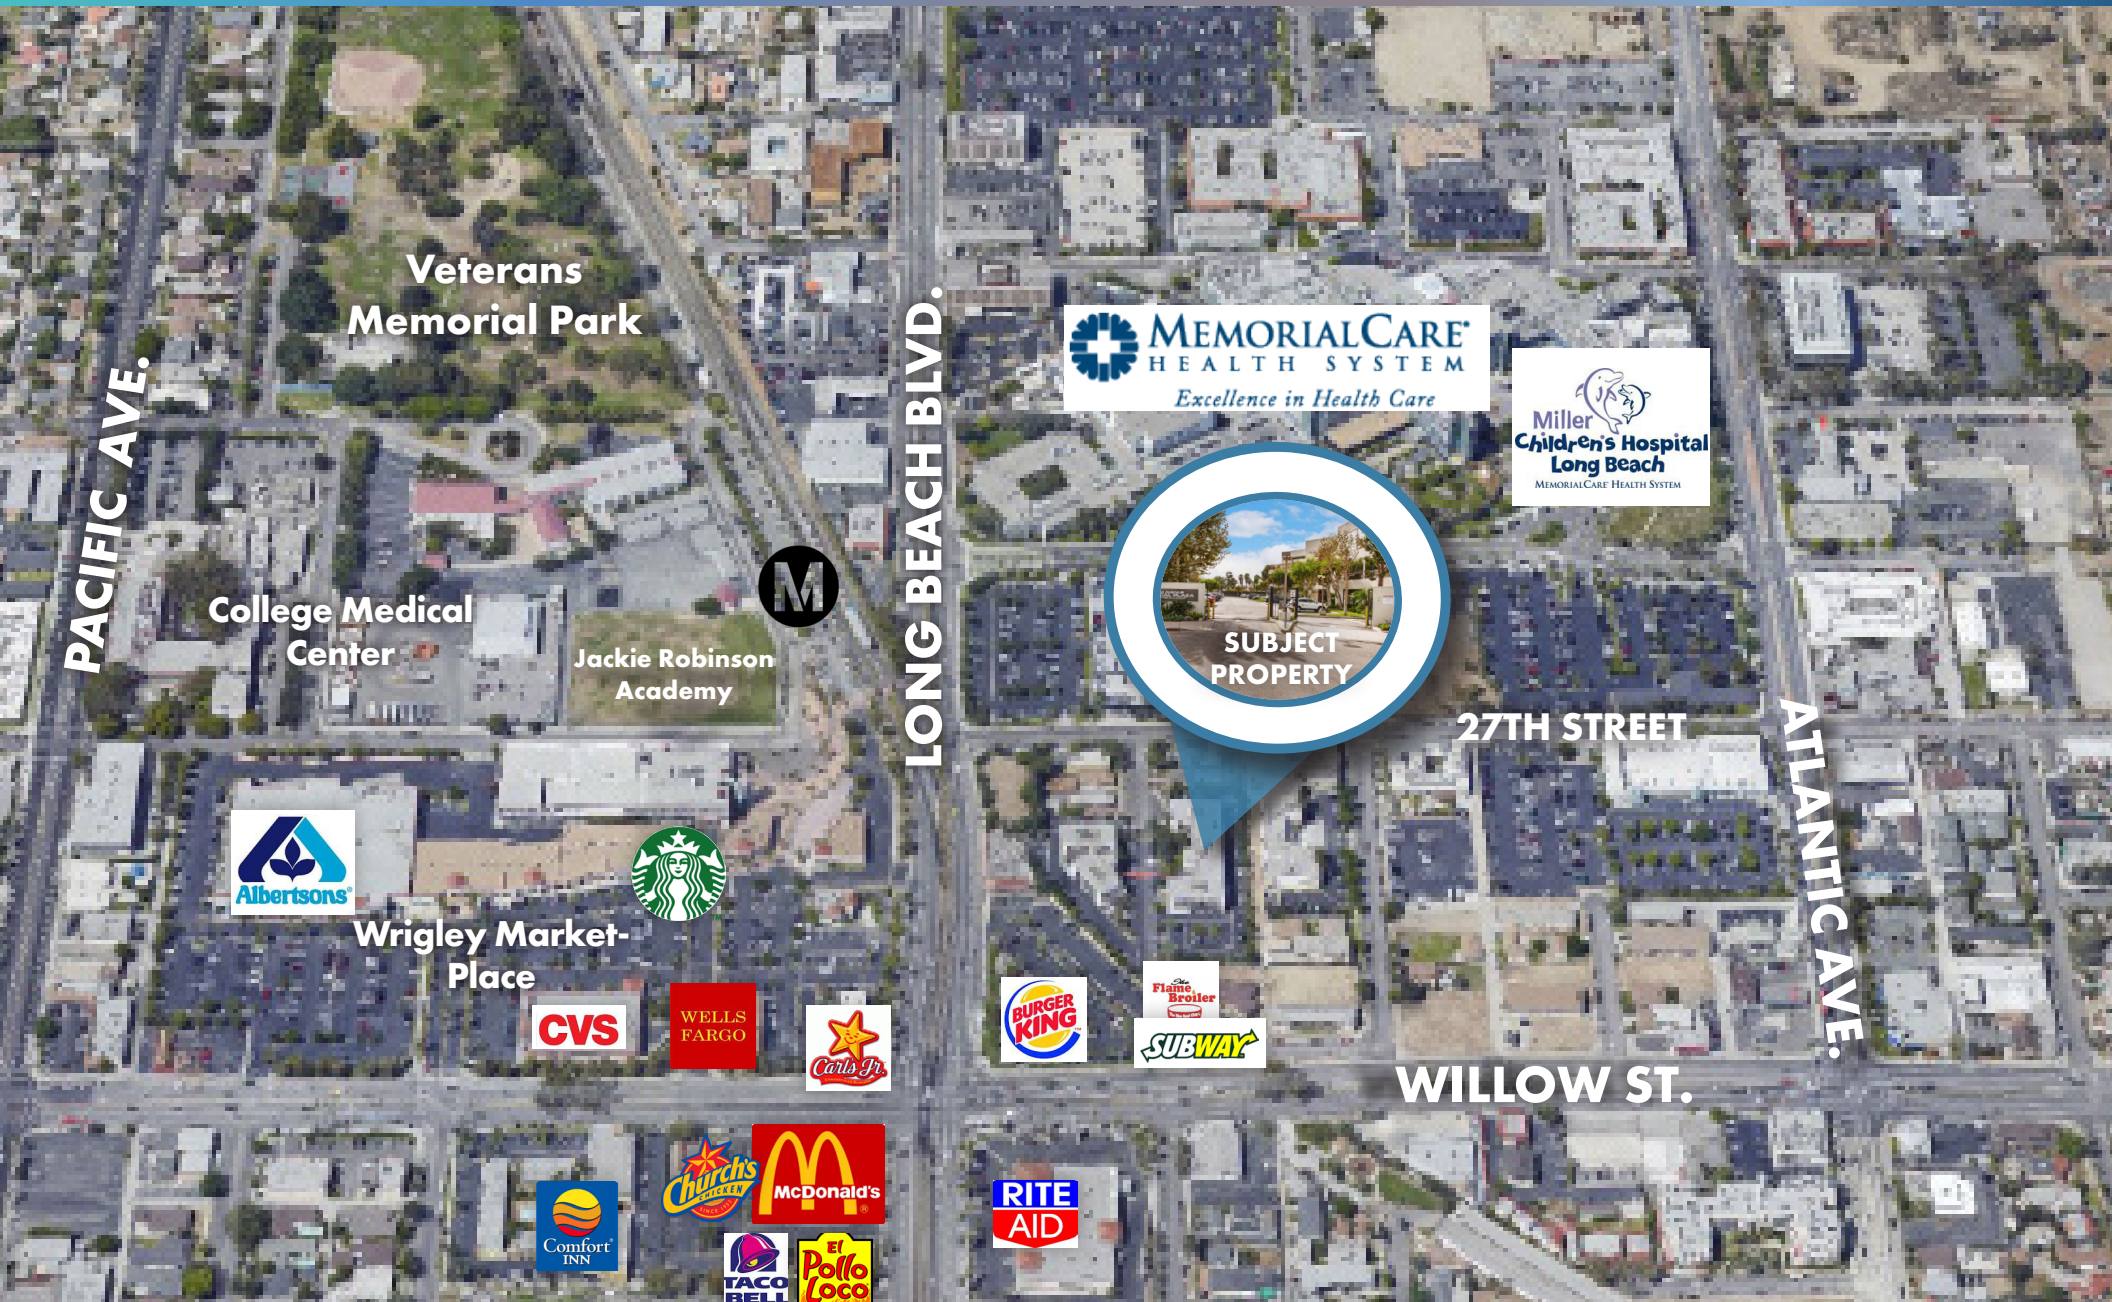 Veterans
Memorial Park
PACIFIC AVE.
LONG BEACH BLVD.
MEMORIALCARE
HEALTH SYSTEM
Excellence in Health Care
Miller
Children's Hospital
Long Beach
MEMORIALCARE HEALTH SYSTEM
M
College Medical
Center
Jackie Robinson
Academy
SUBJECT
PROPERTY
27TH STREET
ATLANTIC AVE.
Albertsons
Wrigley Market-
Place
CVS
WELLS
FARGO
Carl's Jr.
BURGER
KING
The
Flame
Broiler
SUBWAY
WILLOW ST.
Church's
CHICKEN
McDonald's
Comfort
INN
TACO
BELL
El
Pollo
Loco
RITE
AID